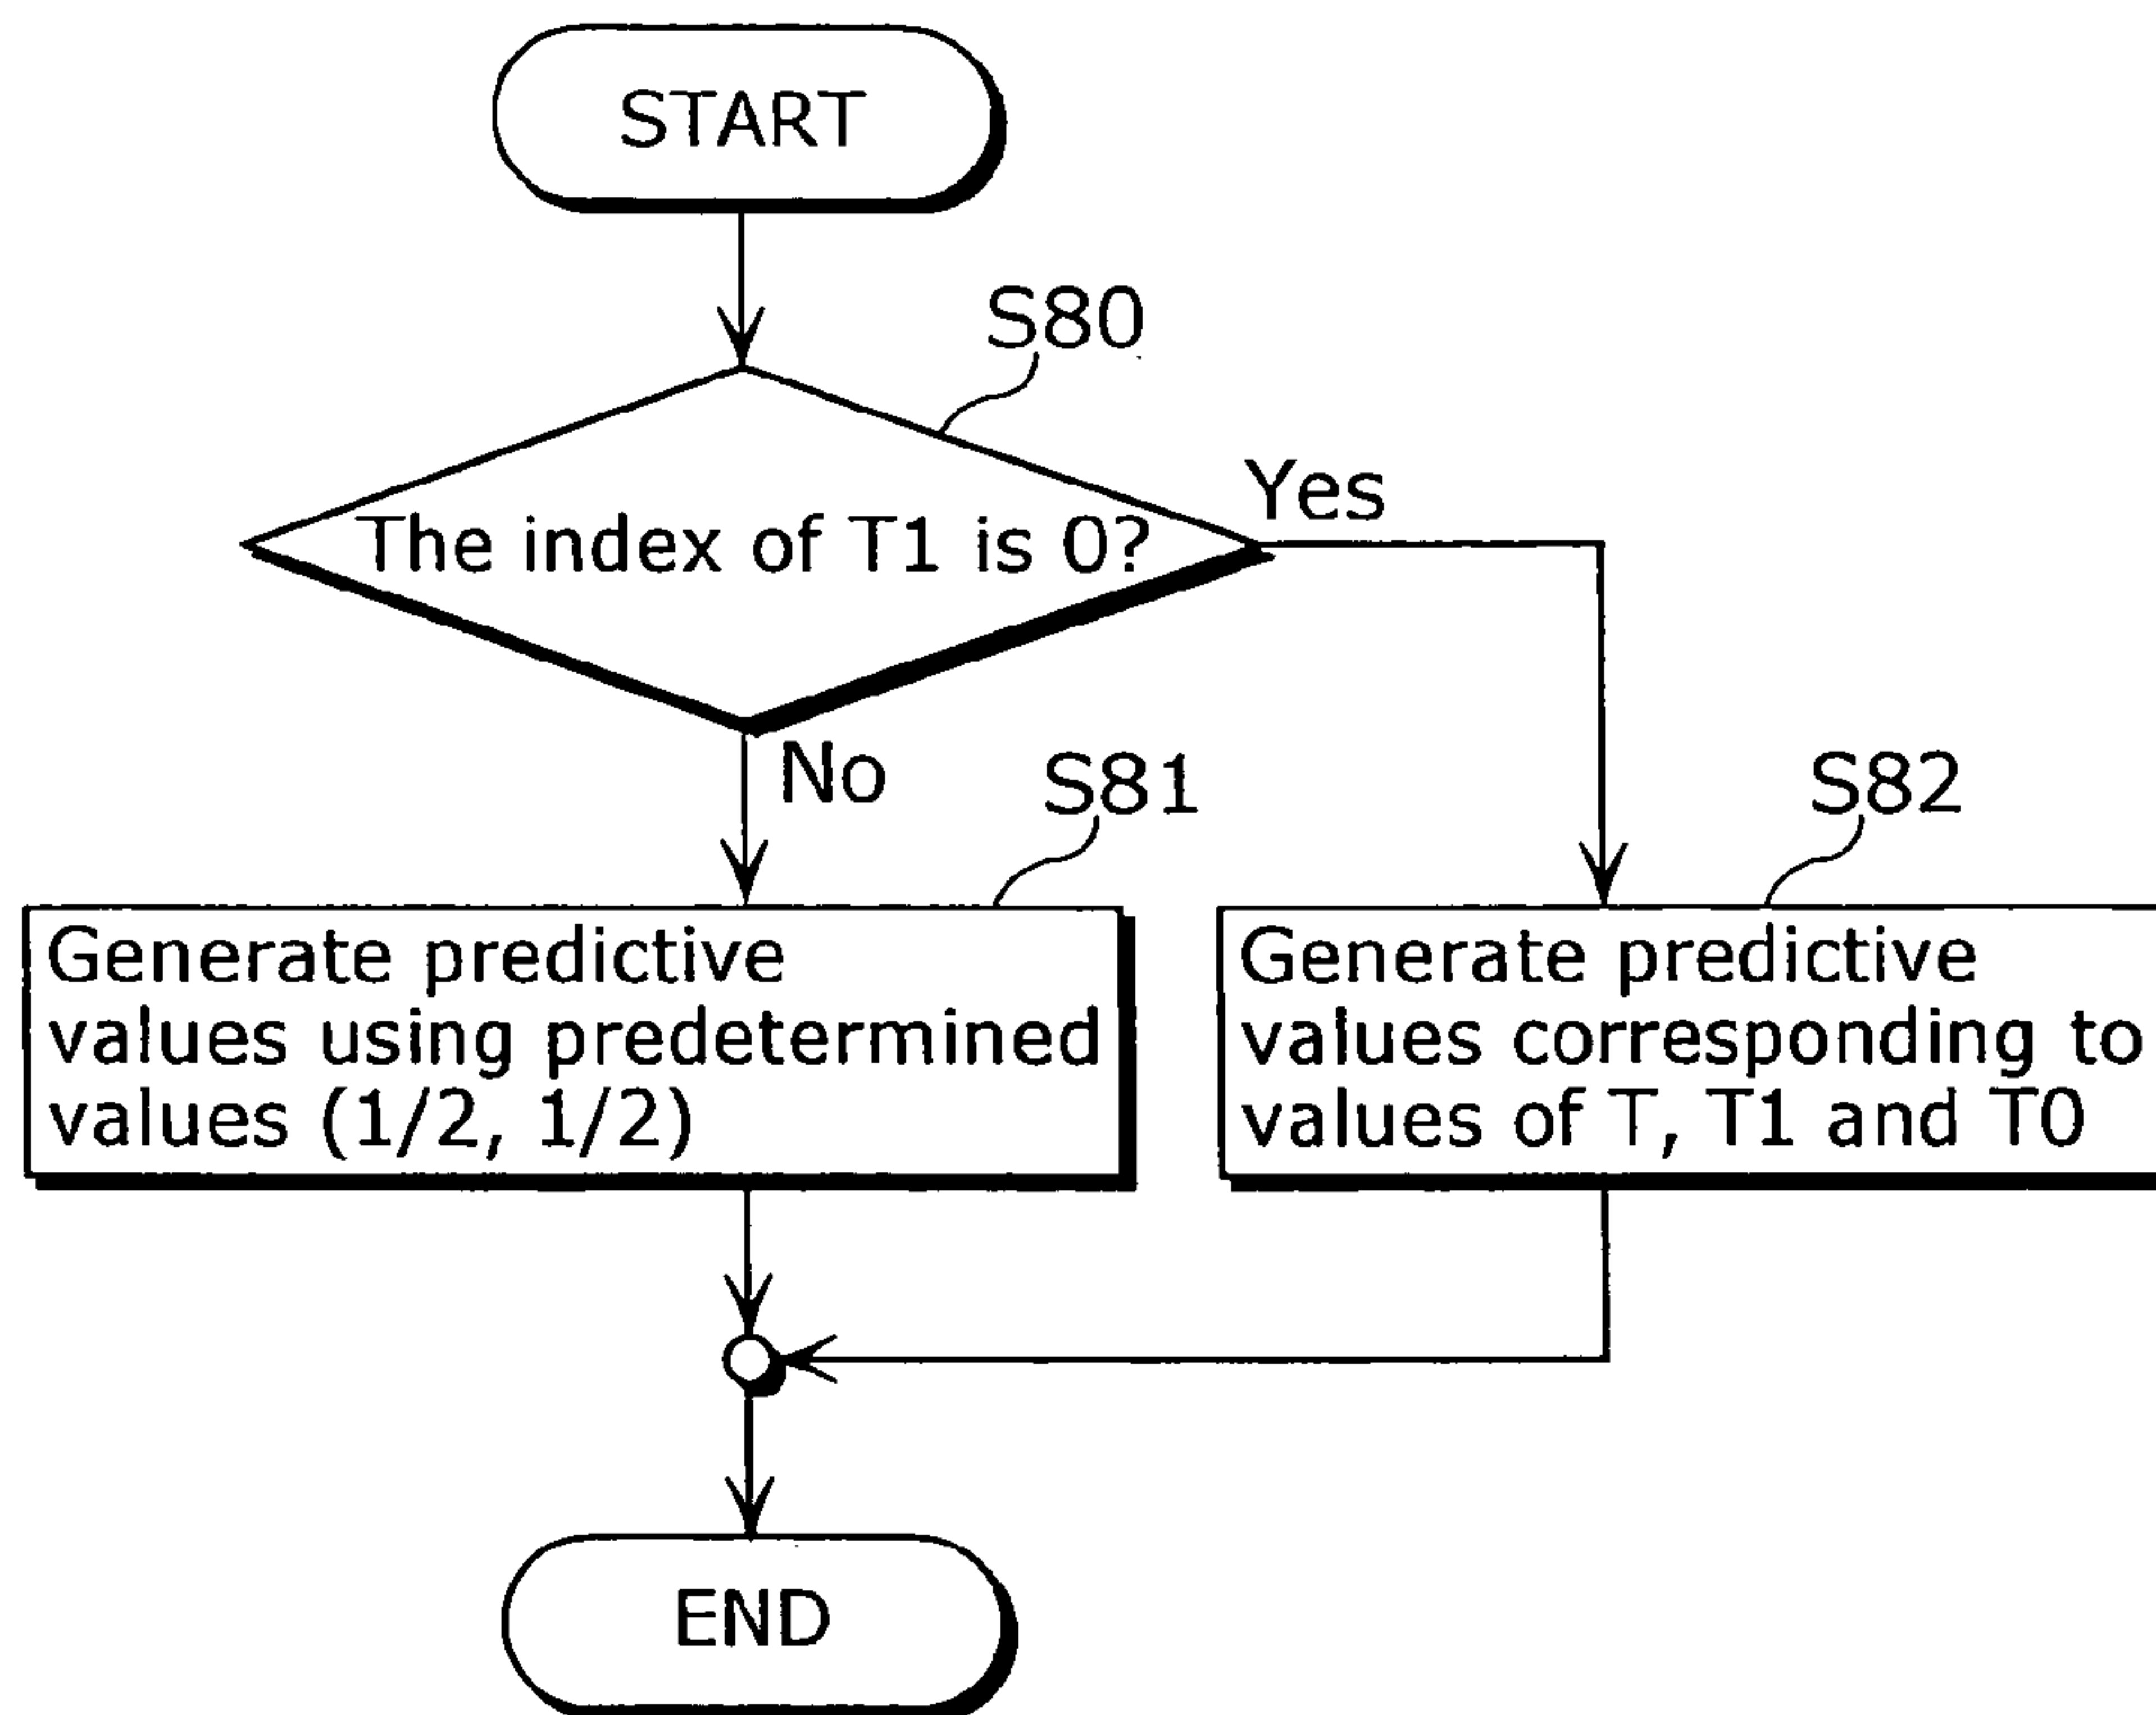 START
S80
The index of T1 is 0?
Yes
No
S81
S82
Generate predictive
values using predetermined
values (1/2, 1/2)
Generate predictive
values corresponding to
values of T, T1 and T0
END